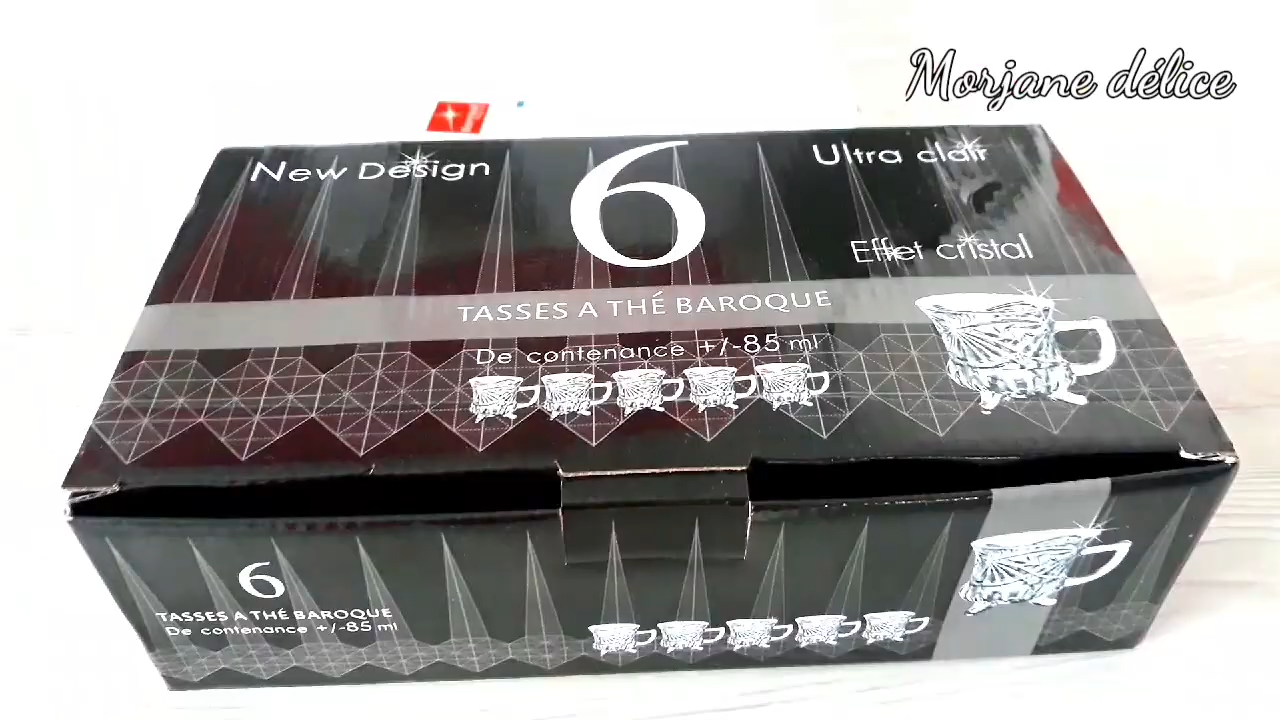 Morjane délice
New Design
6
Ultra clair
Effet cristal
TASSES A THÉ BAROQUE
De contenance +/-85 ml
6
TASSES A THÉ BAROQUE
De contenance +/-85 ml